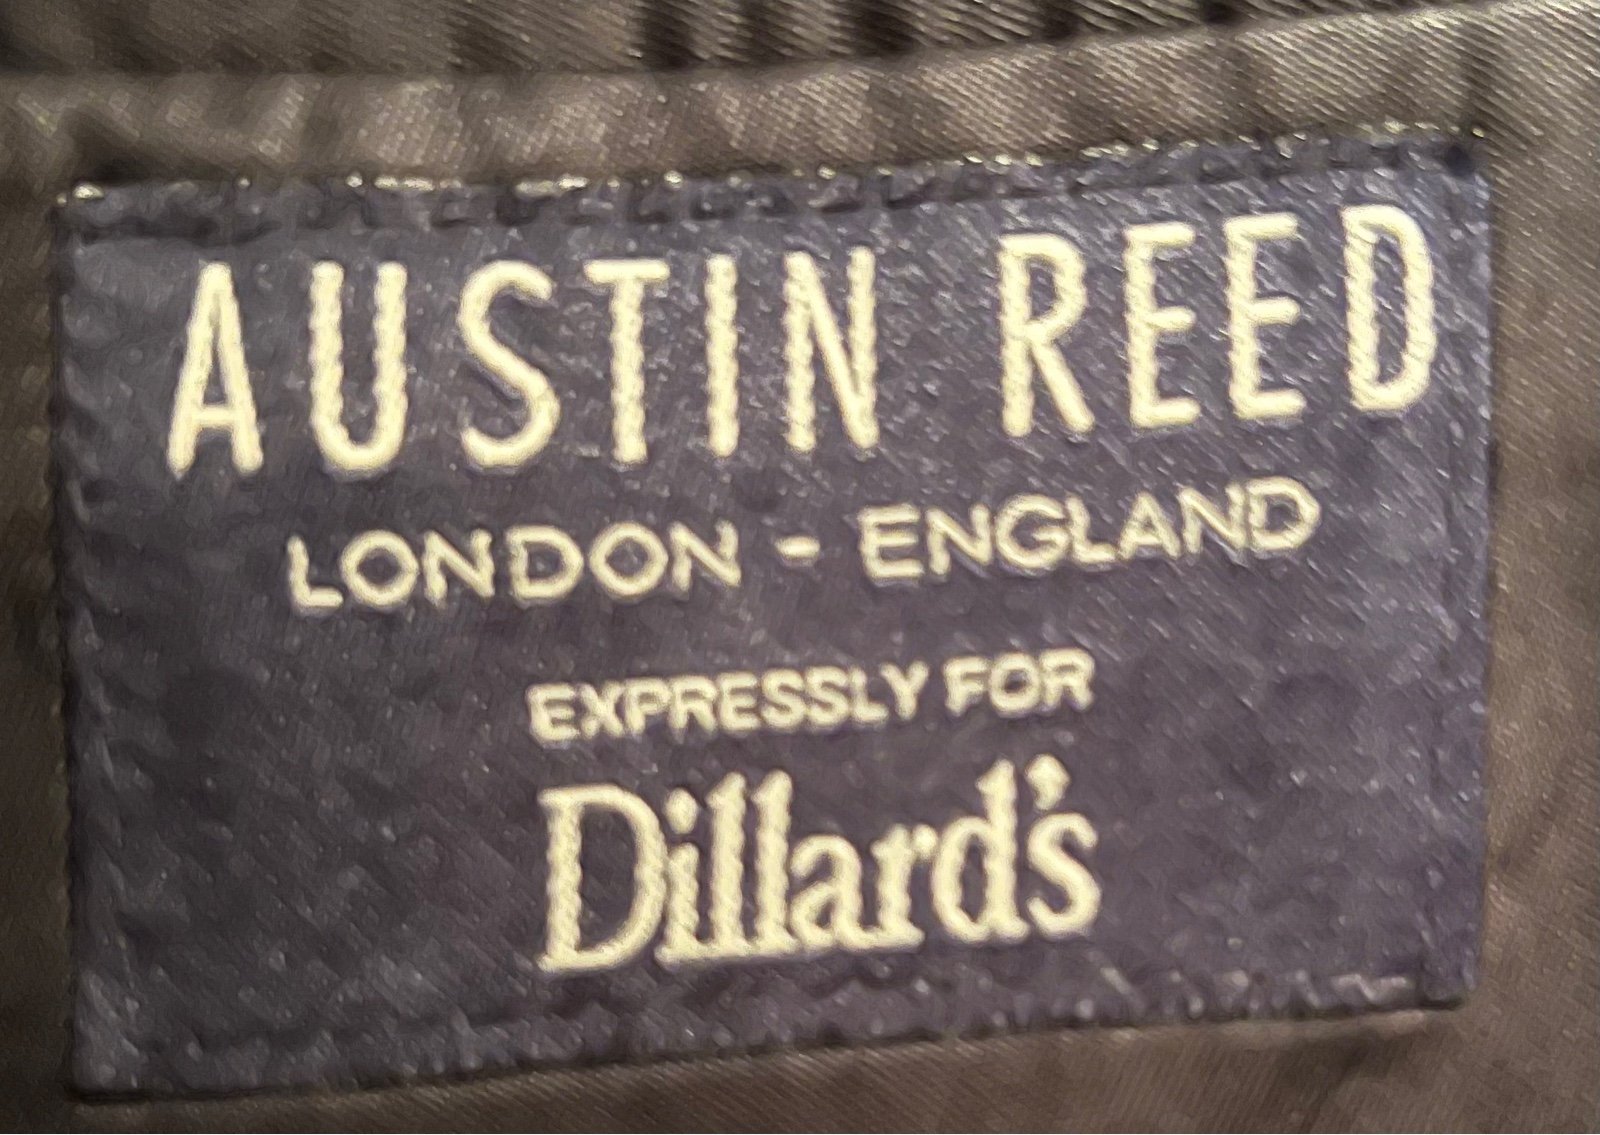 AUSTIN REED
LONDON - ENGLAND
EXPRESSLY FOR
Dillard's